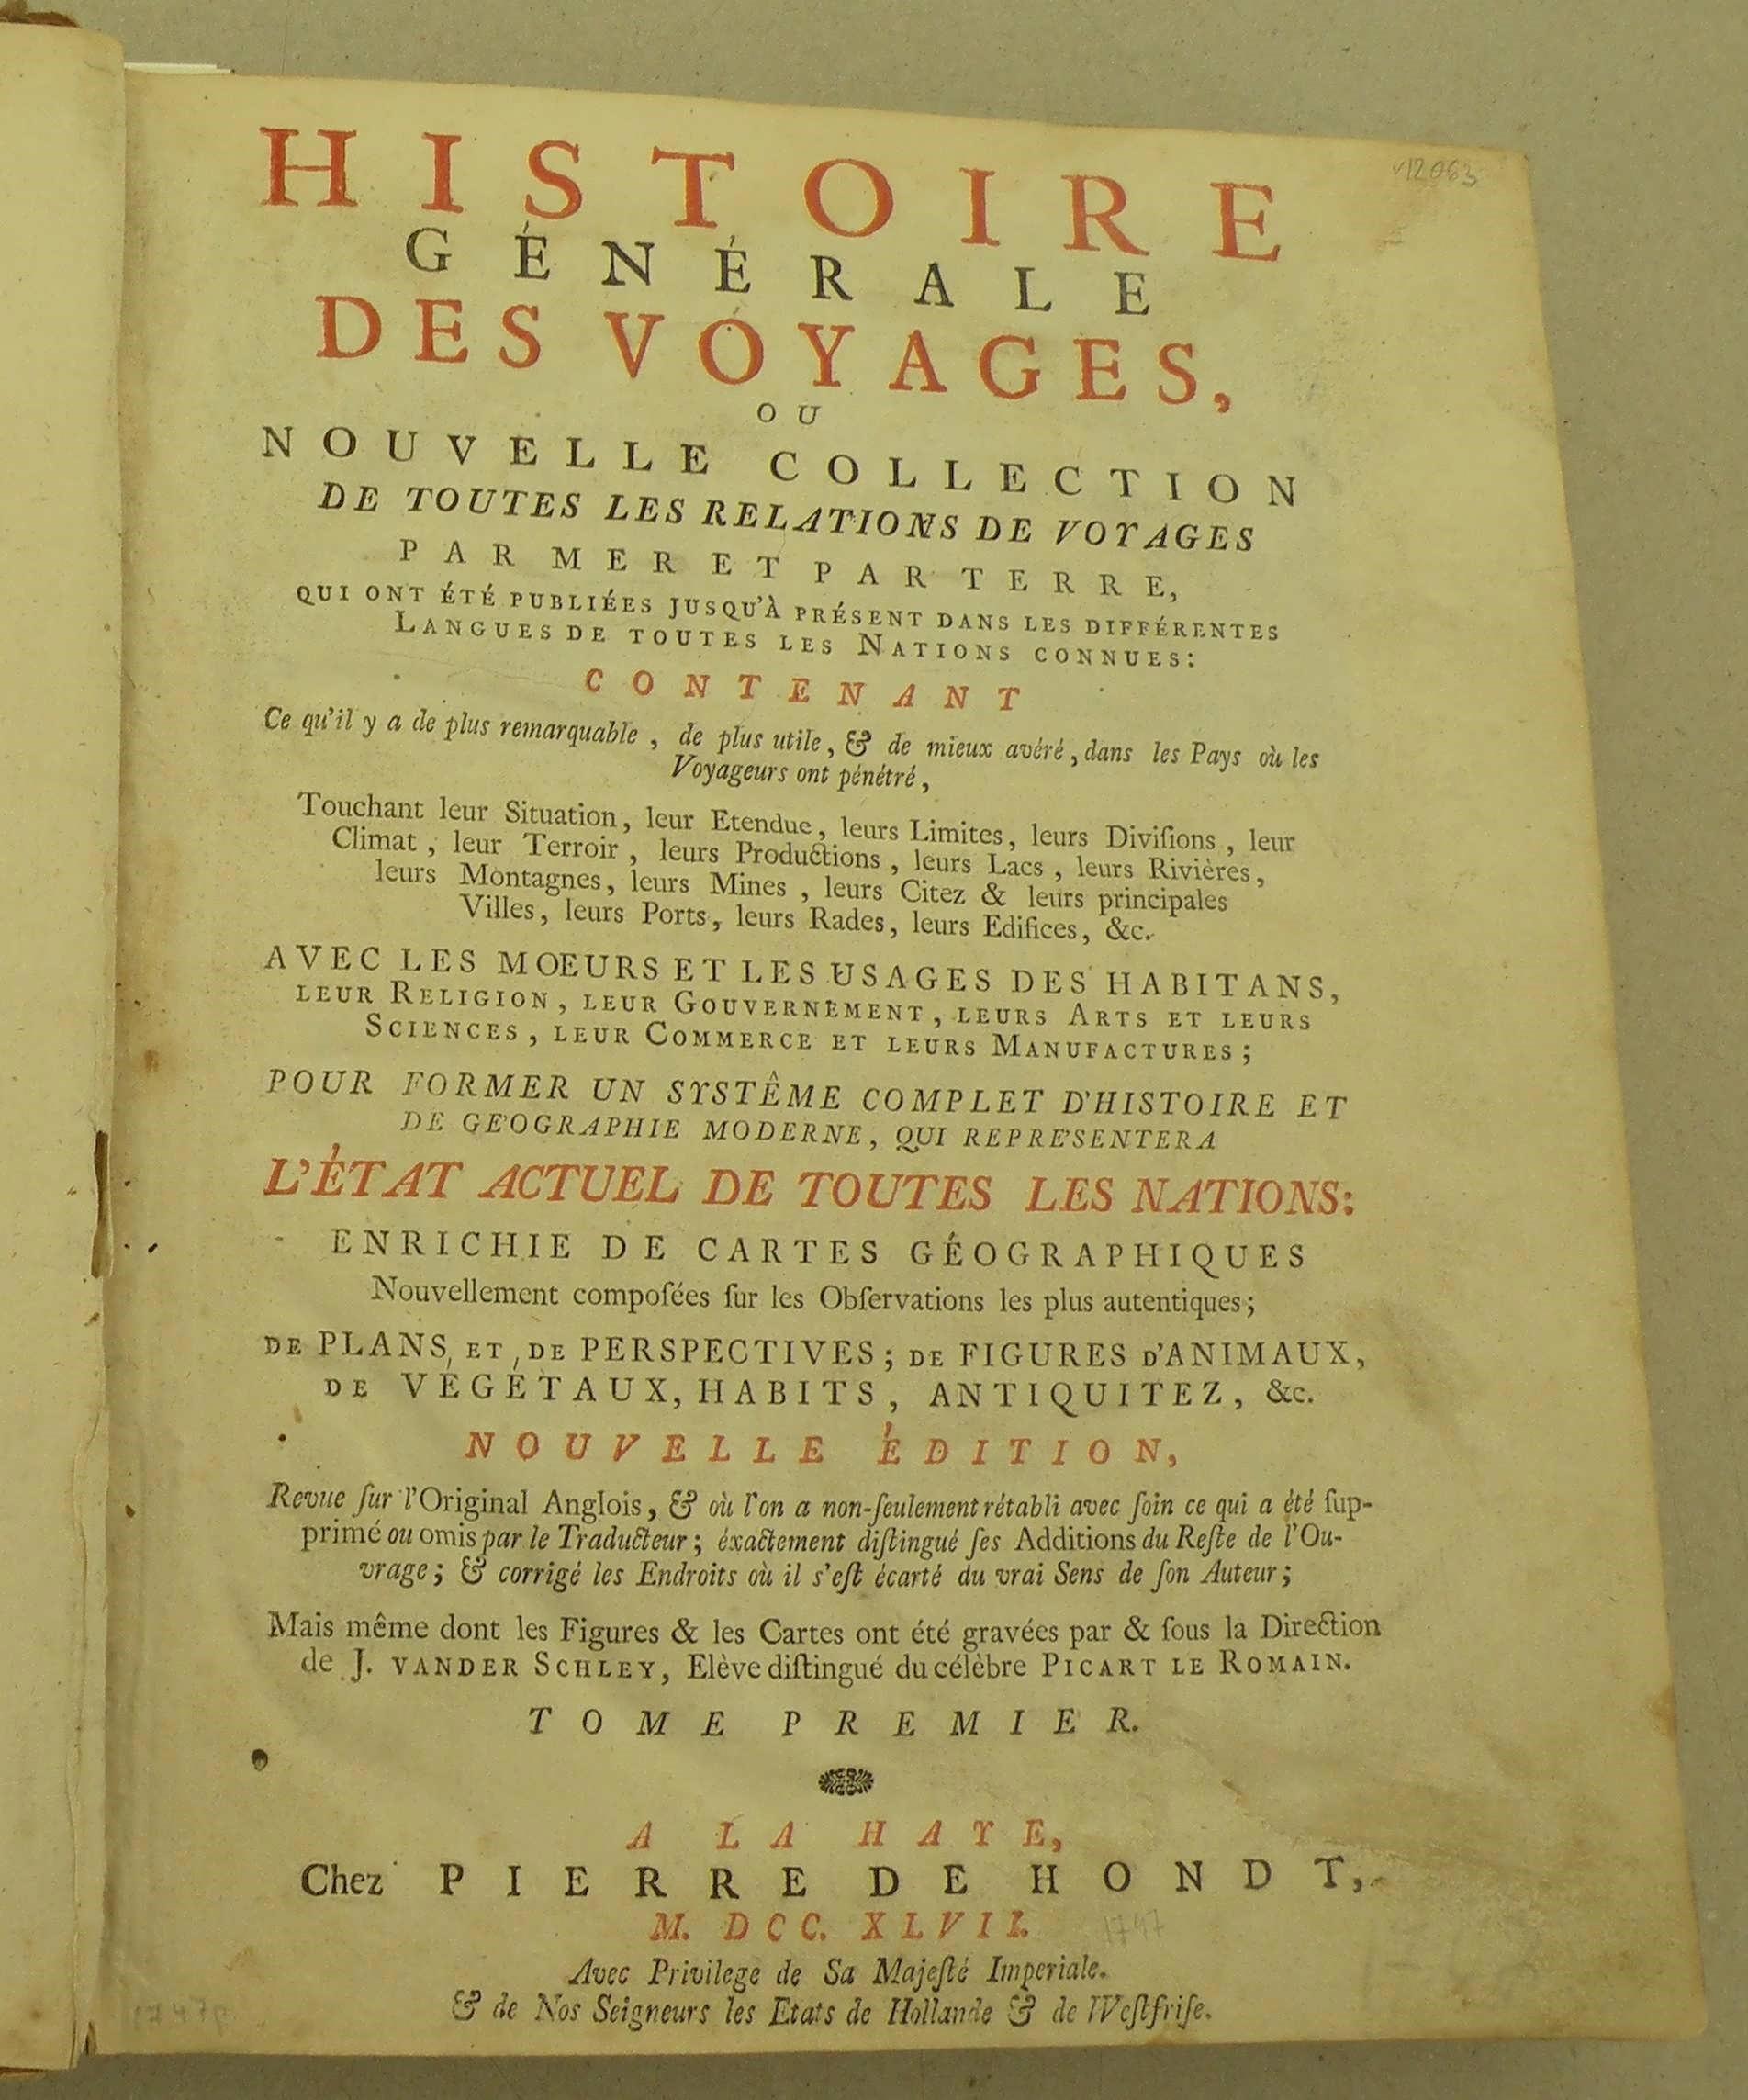 v12063
HISTOIRE
GÉNÉRALE
DES VOYAGES,
OU
NOUVELLE COLLECTION
DE TOUTES LES RELATIONS DE VOYAGES
PAR MER ET PAR TERRE,
QUI ONT ÉTÉ PUBLIÉES JUSQU'À PRÉSENT DANS LES DIFFÉRENTES
LANGUES DE TOUTES LES NATIONS CONNUES:
CONTENANT
Ce qu'il y a de plus remarquable, de plus utile, & de mieux avéré, dans les Pays où les
Voyageurs ont pénétré,
Touchant leur Situation, leur Etendue, leurs Limites, leurs Diviſions, leur
Climat, leur Terroir, leurs Productions, leurs Lacs, leurs Rivières,
leurs Montagnes, leurs Mines, leurs Citez & leurs principales
Villes, leurs Ports, leurs Rades, leurs Edifices, &c.
AVEC LES MOEURS ET LES USAGES DES HABITANS,
LEUR RELIGION, LEUR GOUVERNEMENT, LEURS ARTS ET LEURS
SCIENCES, LEUR COMMERCE ET LEURS MANUFACTURES;
POUR FORMER UN SYSTÊME COMPLET D'HISTOIRE ET
DE GE'OGRAPHIE MODERNE, QUI REPRE'SENTERA
L'ÉTAT ACTUEL DE TOUTES LES NATIONS:
ENRICHIE DE CARTES GÉOGRAPHIQUES
Nouvellement compoſées ſur les Obſervations les plus autentiques;
DE PLANS, ET DE PERSPECTIVES; DE FIGURES D'ANIMAUX,
DE VÉGÉTAUX, HABITS, ANTIQUITEZ, &c.
NOUVELLE ÉDITION,
Revue ſur l'Original Anglois, & où l'on a non-ſeulement rétabli avec ſoin ce qui a été ſup-
primé ou omis par le Traducteur; éxactement diſtingué ſes Additions du Reſte de l'Ou-
vrage; & corrigé les Endroits où il s'eſt écarté du vrai Sens de ſon Auteur;
Mais même dont les Figures & les Cartes ont été gravées par & ſous la Direction
de J. VANDER SCHLEY, Elève diſtingué du célèbre PICART LE ROMAIN.
TOME PREMIER.
A LA HAYE,
Chez PIERRE DE HONDT,
M. DCC. XLVII. 1747
Avec Privilege de Sa Majeſté Imperiale.
& de Nos Seigneurs les Etats de Hollande & de Weſtfriſe.